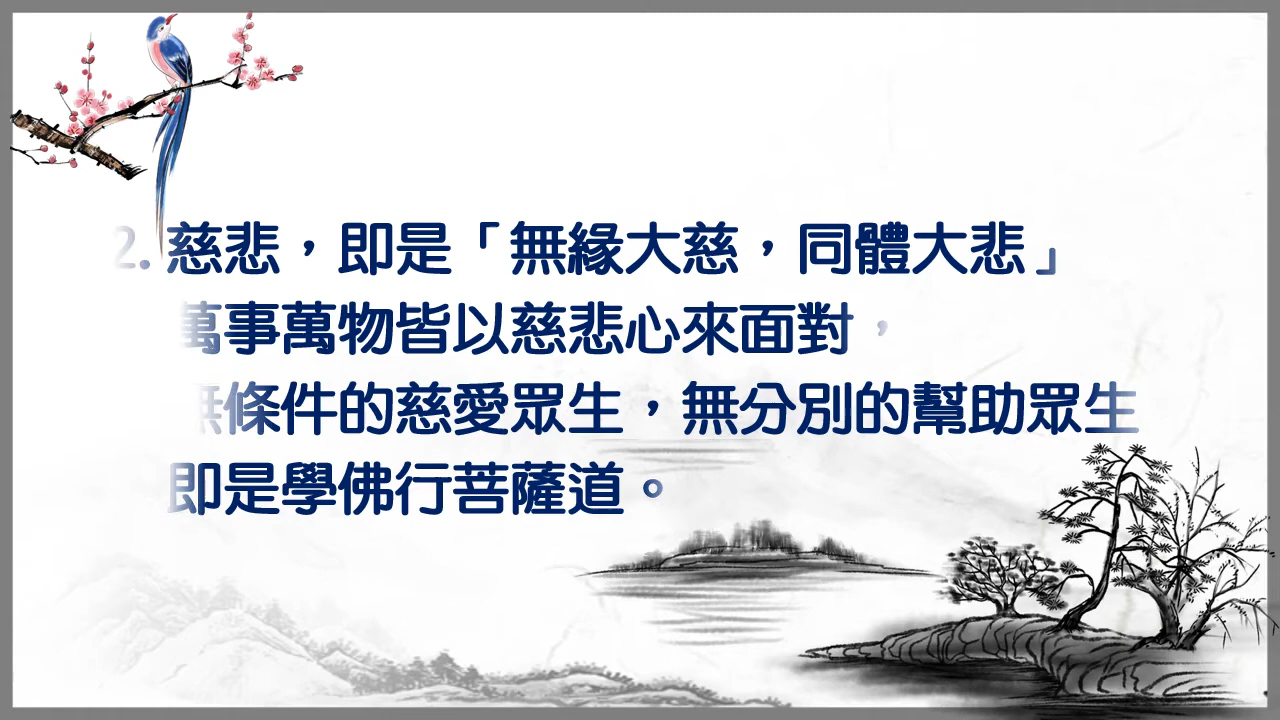 2. 慈悲，即是「無緣大慈，同體大悲」
萬事萬物皆以慈悲心來面對，
無條件的慈愛眾生，無分別的幫助眾生
即是學佛行菩薩道。